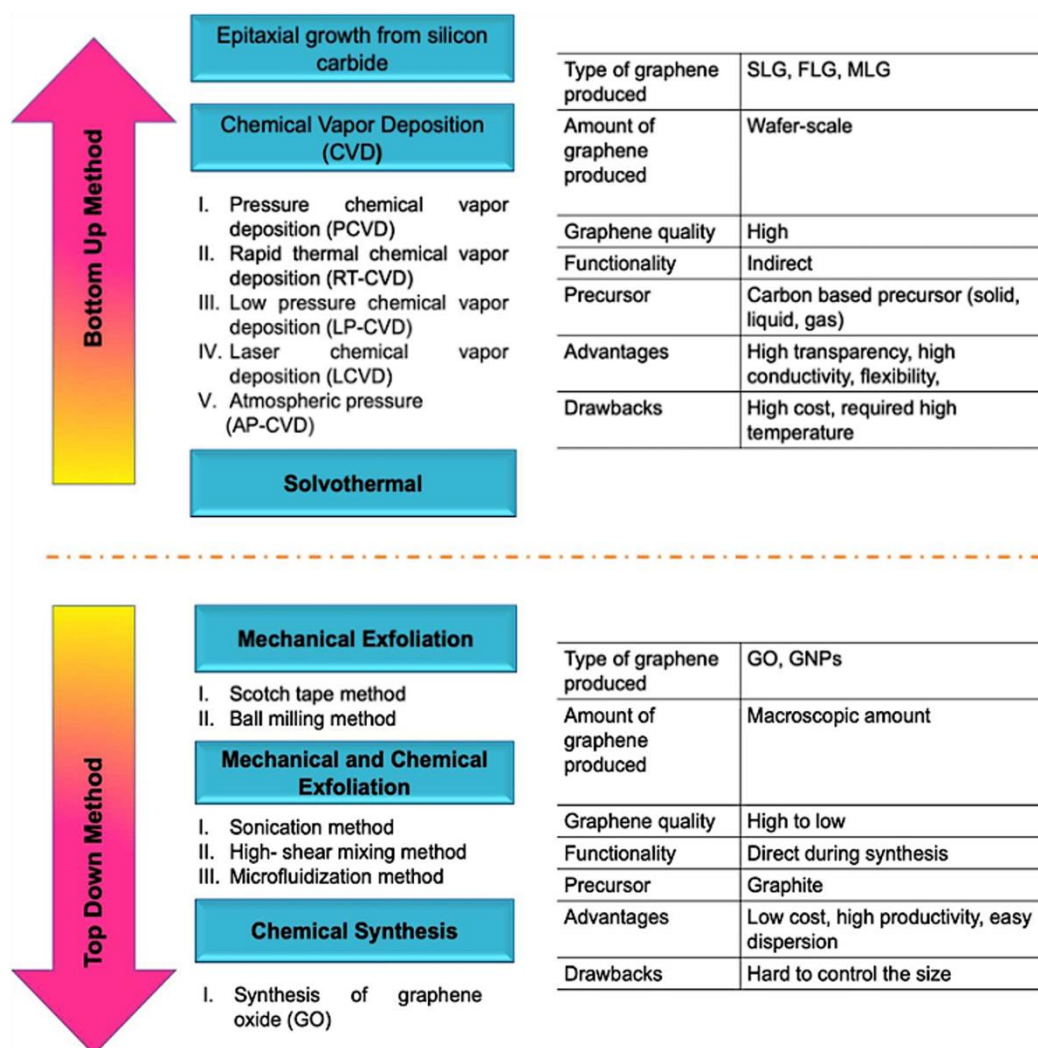 Bottom Up Method
Epitaxial growth from silicon
carbide
Chemical Vapor Deposition
(CVD)
I. Pressure chemical vapor
deposition (PCVD)
II. Rapid thermal chemical vapor
deposition (RT-CVD)
III. Low pressure chemical vapor
deposition (LP-CVD)
IV. Laser chemical vapor
deposition (LCVD)
V. Atmospheric pressure
(AP-CVD)
Solvothermal
Type of graphene
produced
SLG, FLG, MLG
Amount of
graphene
produced
Wafer-scale
Graphene quality
High
Functionality
Indirect
Precursor
Carbon based precursor (solid,
liquid, gas)
Advantages
High transparency, high
conductivity, flexibility,
Drawbacks
High cost, required high
temperature
Top Down Method
Mechanical Exfoliation
I. Scotch tape method
II. Ball milling method
Mechanical and Chemical
Exfoliation
I. Sonication method
II. High- shear mixing method
III. Microfluidization method
Chemical Synthesis
I. Synthesis of graphene
oxide (GO)
Type of graphene
produced
GO, GNPs
Amount of
graphene
produced
Macroscopic amount
Graphene quality
High to low
Functionality
Direct during synthesis
Precursor
Graphite
Advantages
Low cost, high productivity, easy
dispersion
Drawbacks
Hard to control the size